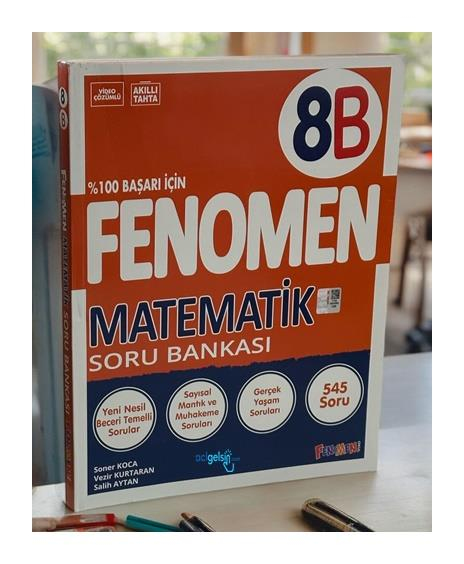 VİDEO
ÇÖZÜMLÜ
AKILLI
TAHTA
8B
%100 BAŞARI İÇİN
FENOMEN
MATEMATİK
SORU BANKASI
Yeni Nesil
Beceri Temelli
Sorular
Sayısal
Mantık ve
Muhakeme
Soruları
Gerçek
Yaşam
Soruları
545
Soru
Soner KOCA
Vezir KURTARAN
Salih AYTAN
FENOMEN
FENOMEN MATEMATİK SORU BANKASI